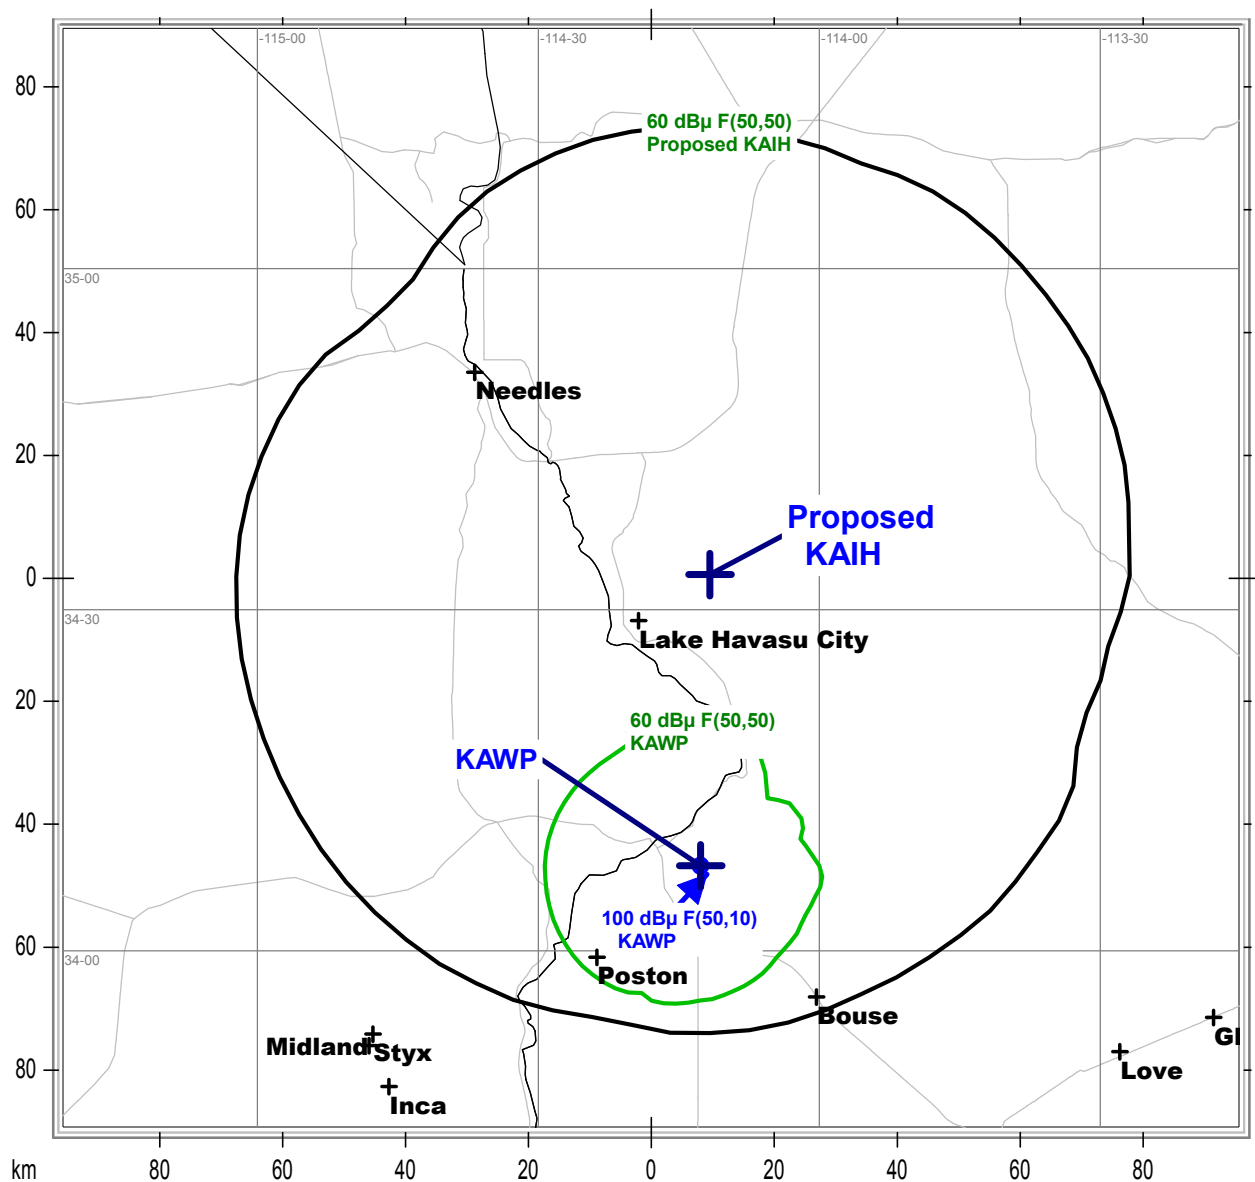 -115-00
-114-30
-114-00
-113-30
80
60 dBµ F(50,50)
Proposed KAIH
60
35-00
40
Needles
20
Proposed
KAIH
0
34-30
Lake Havasu City
20
60 dBµ F(50,50)
KAWP
KAWP
40
100 dBµ F(50,10)
KAWP
60
34-00
Poston
Bouse
Gl
Midland
Styx
80
Love
Inca
km
80
60
40
20
0
20
40
60
80